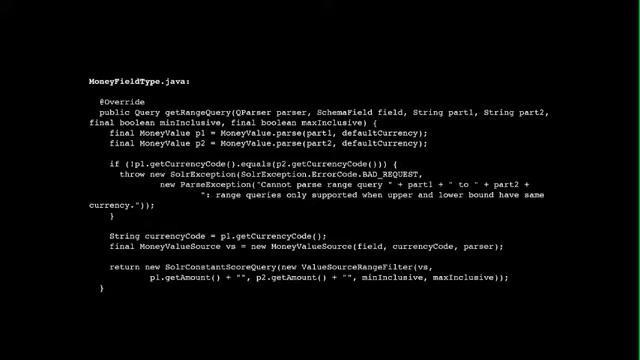 MoneyFieldType.java:
@Override
public Query getRangeQuery(QParser parser, SchemaField field, String part1, String part2,
final boolean minInclusive, final boolean maxInclusive) {
final MoneyValue p1 = MoneyValue.parse(part1, defaultCurrency);
final MoneyValue p2 = MoneyValue.parse(part2, defaultCurrency);
if (!p1.getCurrencyCode().equals(p2.getCurrencyCode())) {
throw new SolrException(SolrException.ErrorCode.BAD_REQUEST,
new ParseException("Cannot parse range query " + part1 + " to " + part2 +
": range queries only supported when upper and lower bound have same
currency."));
}
String currencyCode = p1.getCurrencyCode();
final MoneyValueSource vs = new MoneyValueSource(field, currencyCode, parser);
return new SolrConstantScoreQuery(new ValueSourceRangeFilter(vs,
p1.getAmount() + "", p2.getAmount() + "", minInclusive, maxInclusive));
}